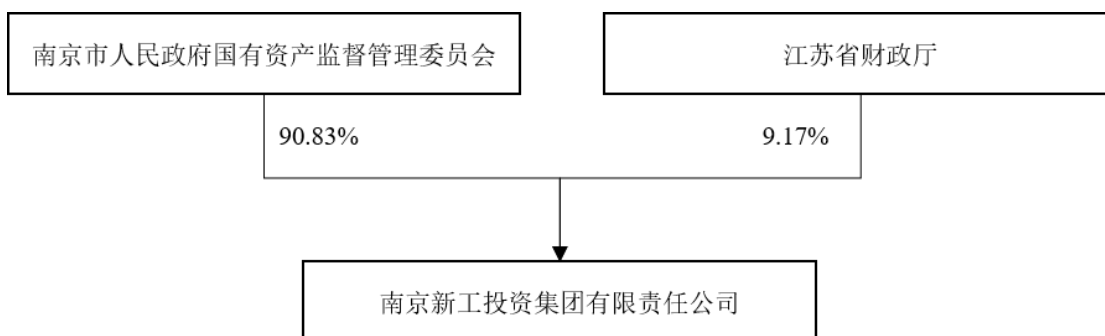 南京市人民政府国有资产监督管理委员会
江苏省财政厅
90.83%
9.17%
南京新工投资集团有限责任公司